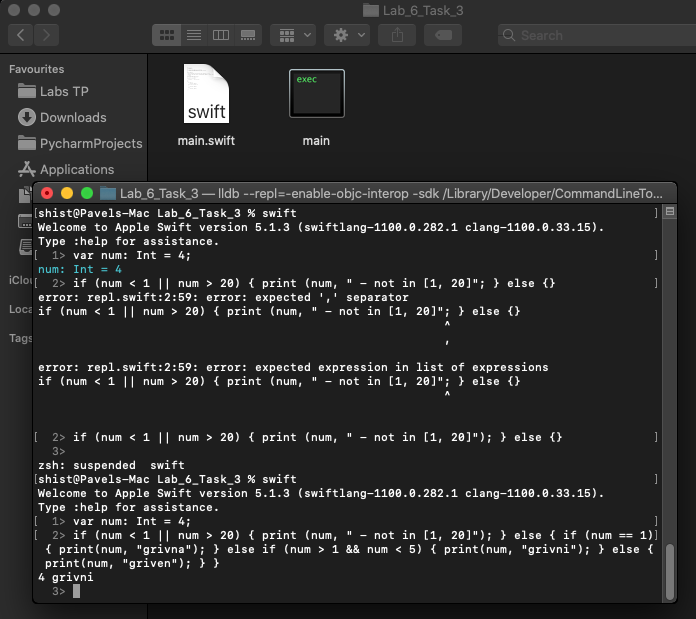 Lab_6_Task_3
Search
Favourites
Labs TP
Downloads
PycharmProjects
Applications
iClou
Loca
Tags
swift
main.swift
exec
main
Lab_6_Task_3 — lldb --repl=-enable-objc-interop -sdk /Library/Developer/CommandLineTo...
[shist@Pavels-Mac Lab_6_Task_3 % swift ]
Welcome to Apple Swift version 5.1.3 (swiftlang-1100.0.282.1 clang-1100.0.33.15).
Type :help for assistance.
[  1> var num: Int = 4; ]
num: Int = 4
[  2> if (num < 1 || num > 20) { print (num, " - not in [1, 20]"; } else {} ]
error: repl.swift:2:59: error: expected ',' separator
if (num < 1 || num > 20) { print (num, " - not in [1, 20]"; } else {}
^
,
error: repl.swift:2:59: error: expected expression in list of expressions
if (num < 1 || num > 20) { print (num, " - not in [1, 20]"; } else {}
^
[  2> if (num < 1 || num > 20) { print (num, " - not in [1, 20]"); } else {} ]
3>
zsh: suspended  swift
[shist@Pavels-Mac Lab_6_Task_3 % swift ]
Welcome to Apple Swift version 5.1.3 (swiftlang-1100.0.282.1 clang-1100.0.33.15).
Type :help for assistance.
[  1> var num: Int = 4; ]
[  2> if (num < 1 || num > 20) { print (num, " - not in [1, 20]"); } else { if (num == 1)]
{ print(num, "grivna"); } else if (num > 1 && num < 5) { print(num, "grivni"); } else {
print(num, "griven"); } }
4 grivni
3>